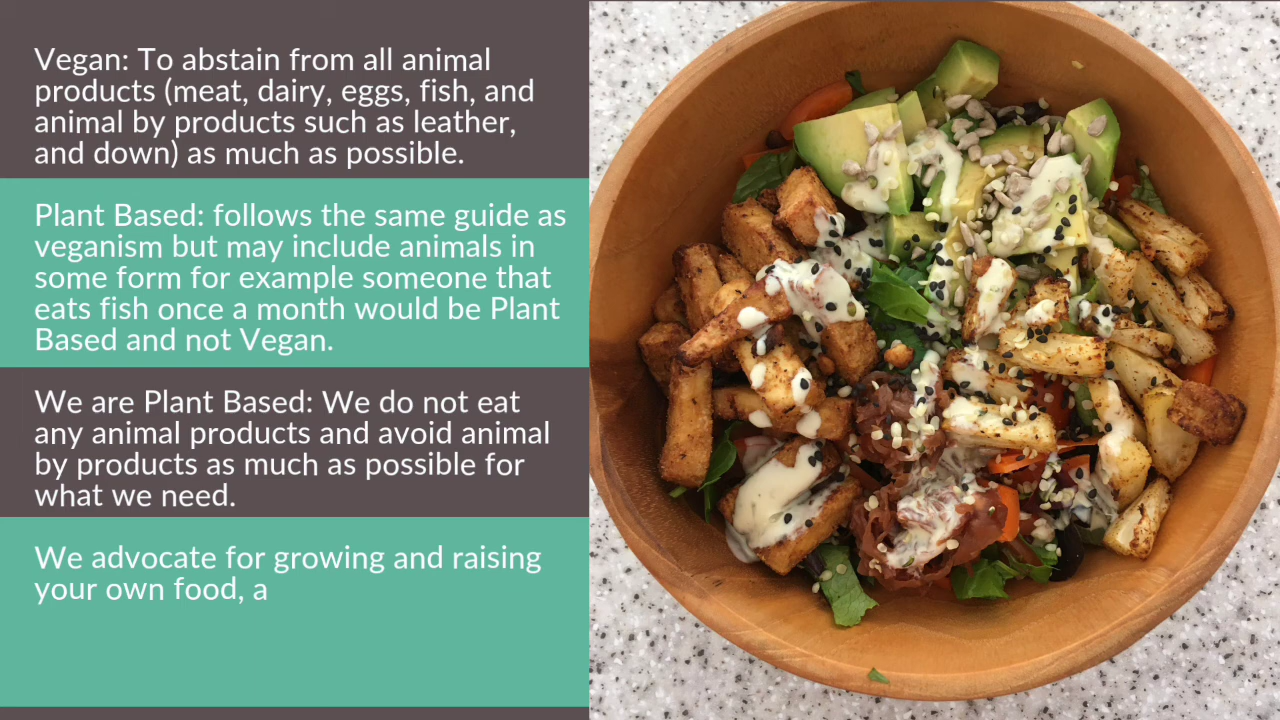 Vegan: To abstain from all animal
products (meat, dairy, eggs, fish, and
animal by products such as leather,
and down) as much as possible.
Plant Based: follows the same guide as
veganism but may include animals in
some form for example someone that
eats fish once a month would be Plant
Based and not Vegan.
We are Plant Based: We do not eat
any animal products and avoid animal
by products as much as possible for
what we need.
We advocate for growing and raising
your own food, a